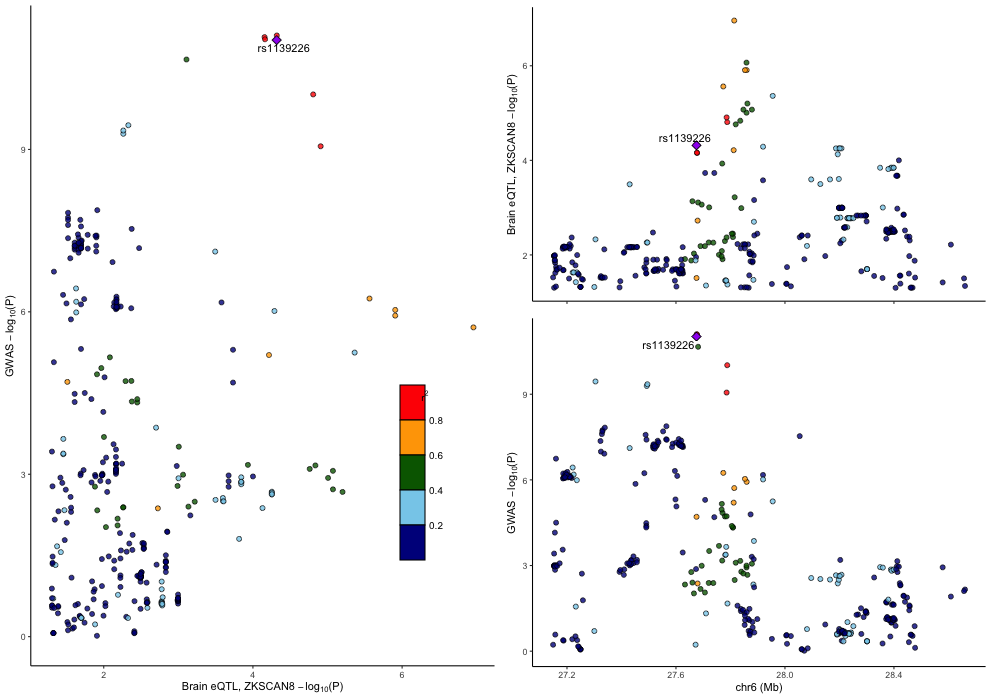 rs1139226
9
6
3
0
GWAS −log10(P)
2
4
6
Brain eQTL, ZKSCAN8 −log10(P)
r2
0.8
0.6
0.4
0.2
rs1139226
6
4
2
Brain eQTL, ZKSCAN8 −log10(P)
rs1139226
9
6
3
0
GWAS −log10(P)
27.2
27.6
28.0
28.4
chr6 (Mb)